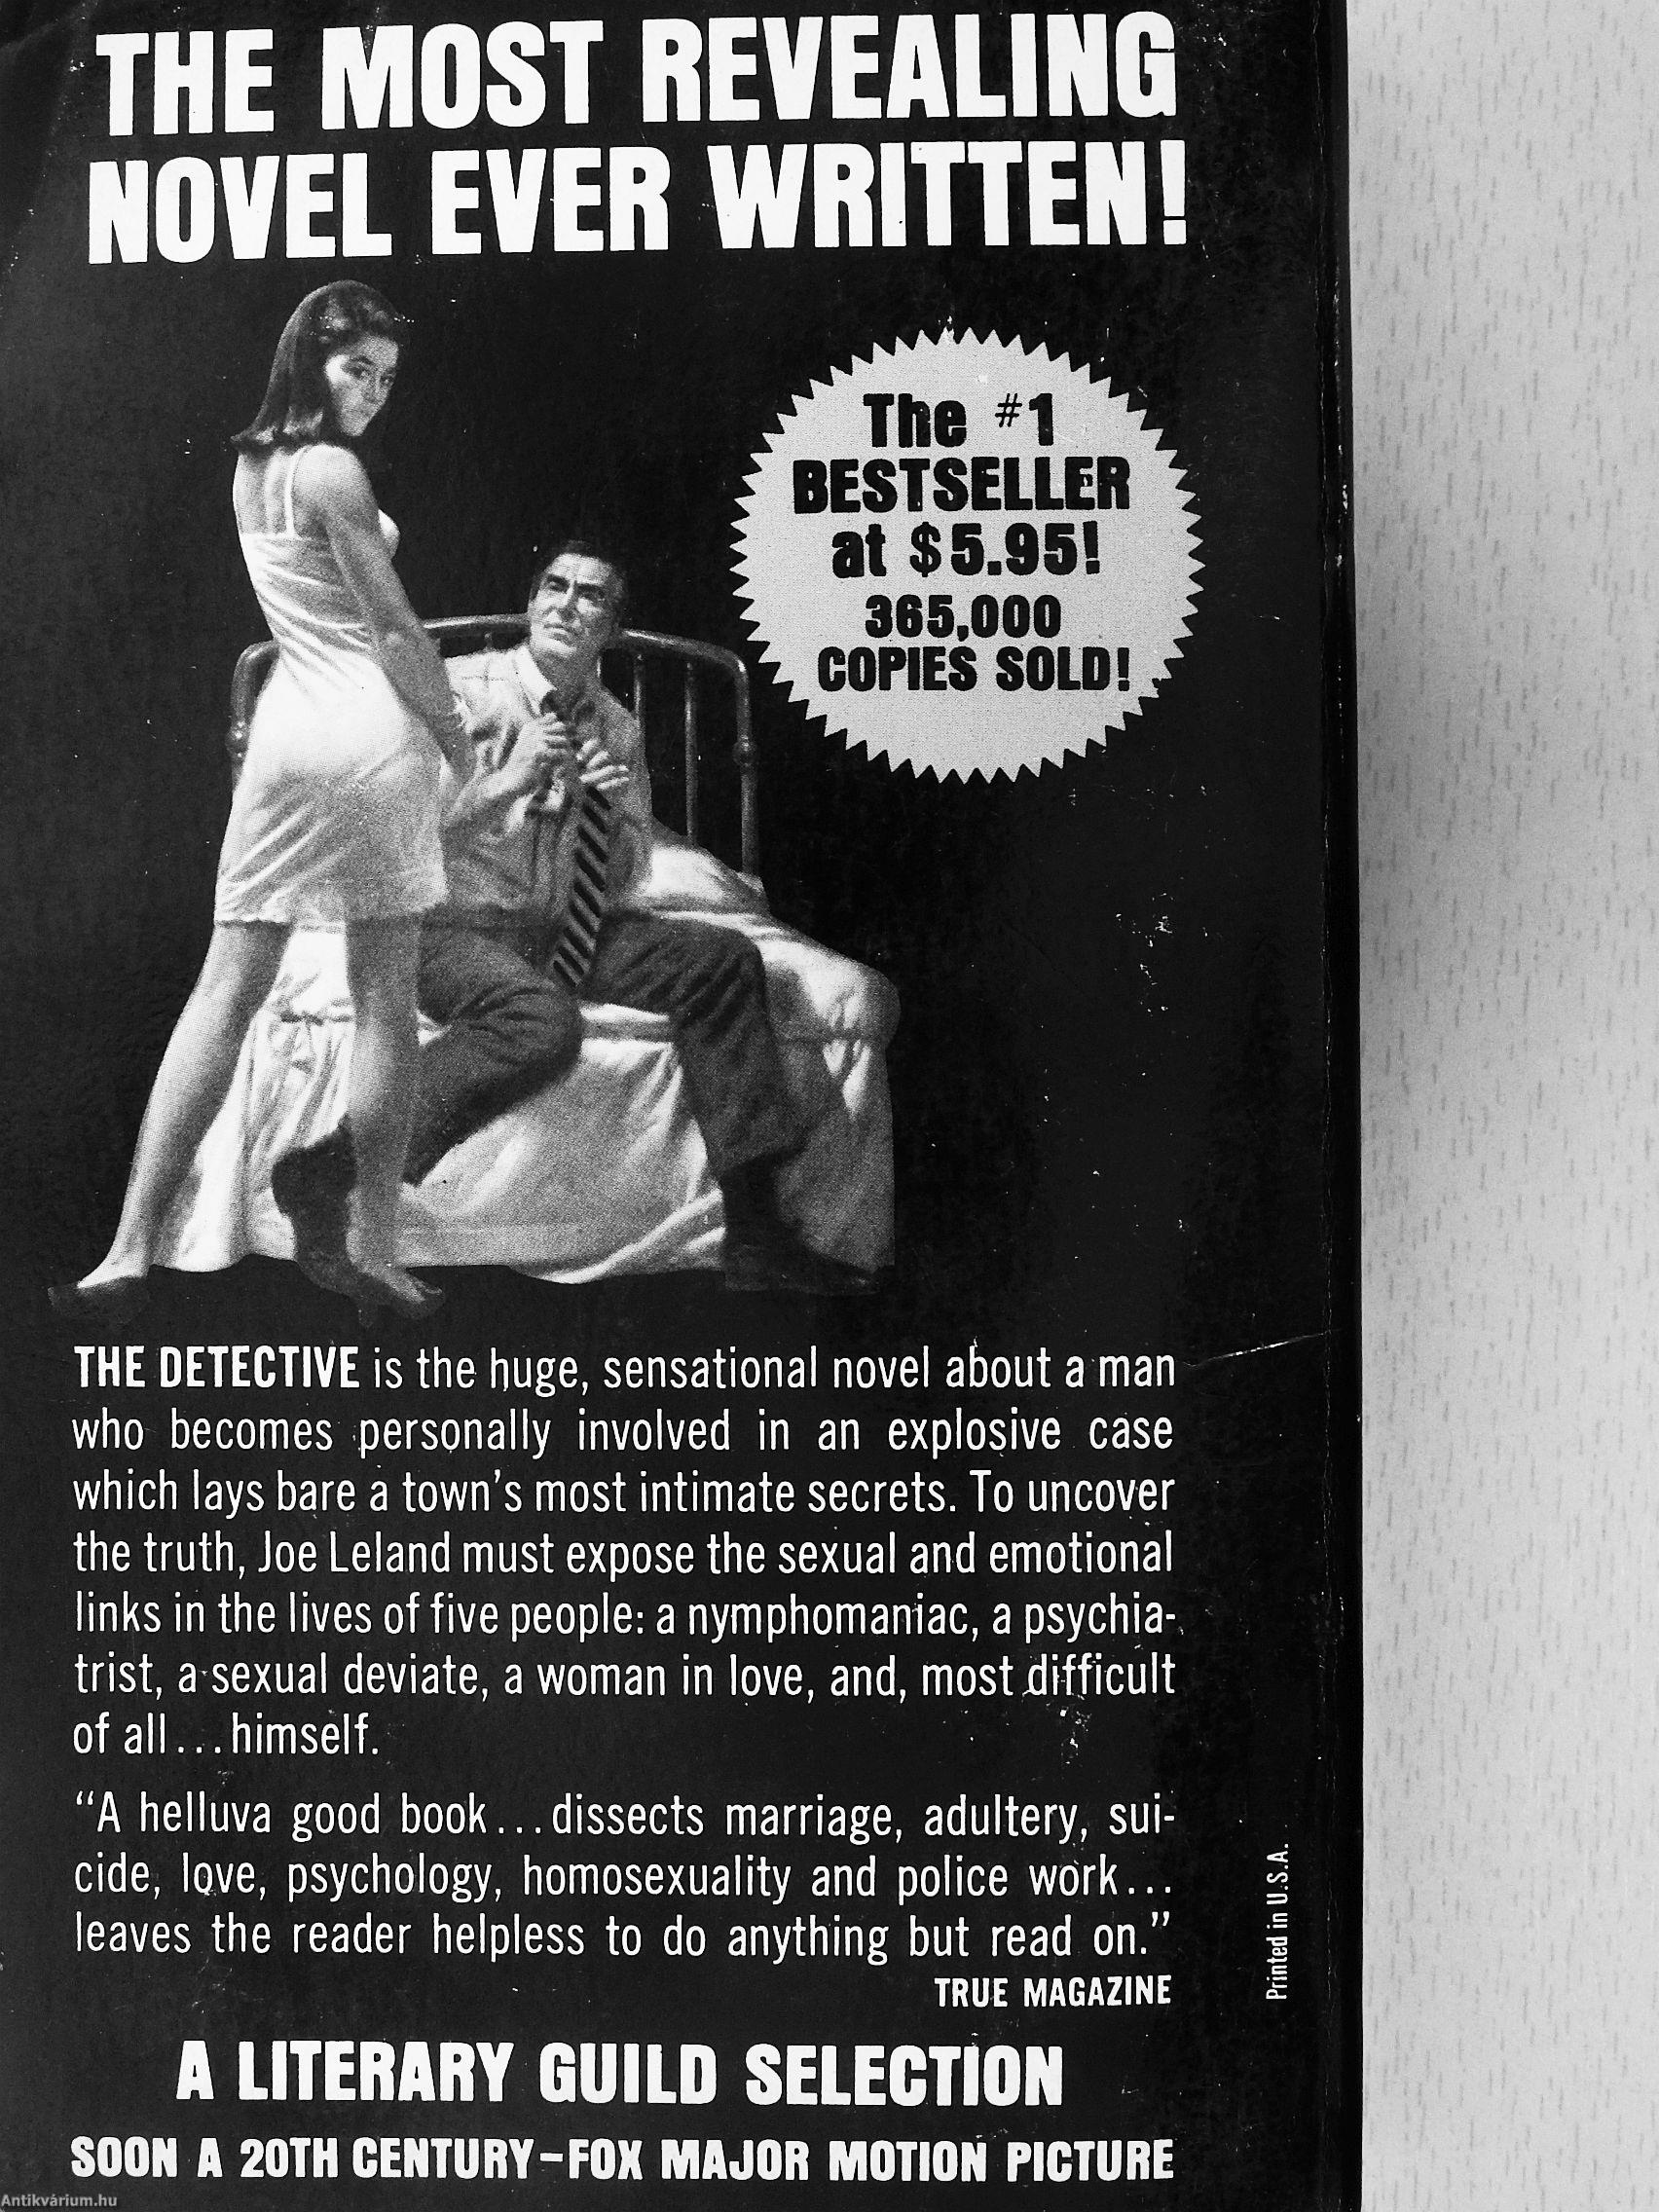 THE MOST REVEALING
NOVEL EVER WRITTEN!
The #1
BESTSELLER
at $5.95!
365,000
COPIES SOLD!
THE DETECTIVE is the huge, sensational novel about a man
who becomes personally involved in an explosive case
which lays bare a town's most intimate secrets. To uncover
the truth, Joe Leland must expose the sexual and emotional
links in the lives of five people: a nymphomaniac, a psychia-
trist, a sexual deviate, a woman in love, and, most difficult
of all...himself.
"A helluva good book...dissects marriage, adultery, sui-
cide, love, psychology, homosexuality and police work...
leaves the reader helpless to do anything but read on."
TRUE MAGAZINE
Printed in U.S.A.
A LITERARY GUILD SELECTION
SOON A 20TH CENTURY-FOX MAJOR MOTION PICTURE
Antikvárium.hu